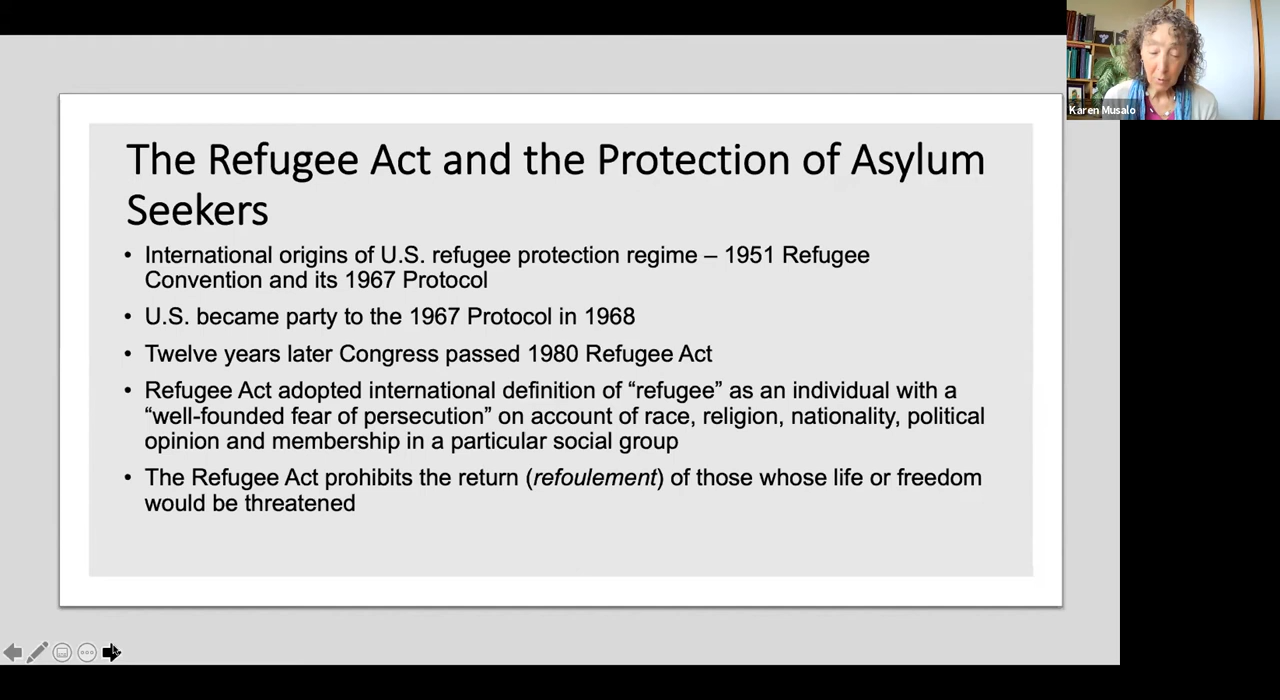 Karen Musalo
The Refugee Act and the Protection of Asylum
Seekers
• International origins of U.S. refugee protection regime – 1951 Refugee
Convention and its 1967 Protocol
• U.S. became party to the 1967 Protocol in 1968
• Twelve years later Congress passed 1980 Refugee Act
• Refugee Act adopted international definition of “refugee” as an individual with a
“well-founded fear of persecution” on account of race, religion, nationality, political
opinion and membership in a particular social group
• The Refugee Act prohibits the return (refoulement) of those whose life or freedom
would be threatened